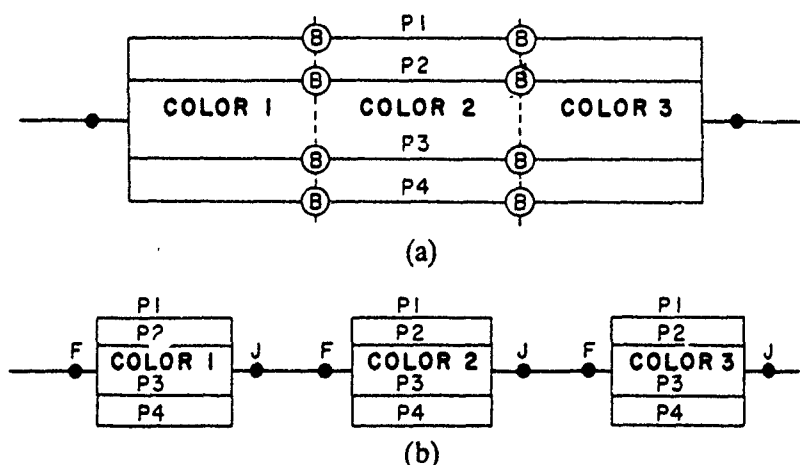 P1
B B
P2
B B
COLOR 1 COLOR 2 COLOR 3
P3
B B
P4
B B
(a)
P1 P1 P1
P2 P2 P2
F COLOR 1 J F COLOR 2 J F COLOR 3 J
P3 P3 P3
P4 P4 P4
(b)